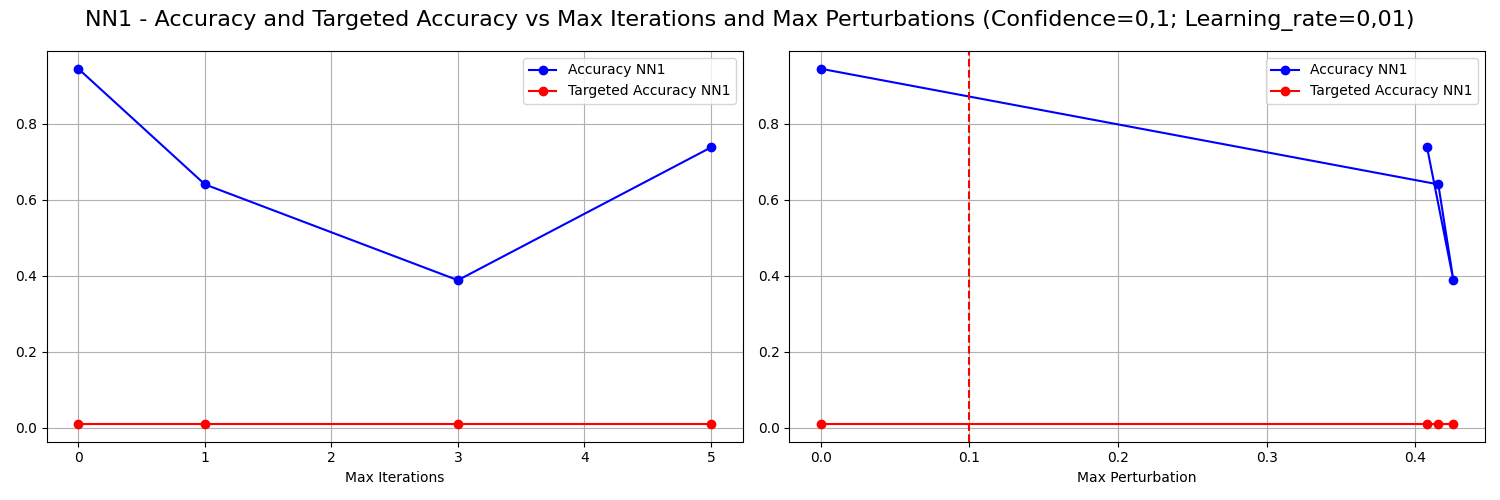 NN1 - Accuracy and Targeted Accuracy vs Max Iterations and Max Perturbations (Confidence=0,1; Learning_rate=0,01)
Accuracy NN1
Targeted Accuracy NN1
0.8
0.6
0.4
0.2
0.0
0 1 2 3 4 5
Max Iterations
Accuracy NN1
Targeted Accuracy NN1
0.8
0.6
0.4
0.2
0.0
0.0 0.1 0.2 0.3 0.4
Max Perturbation